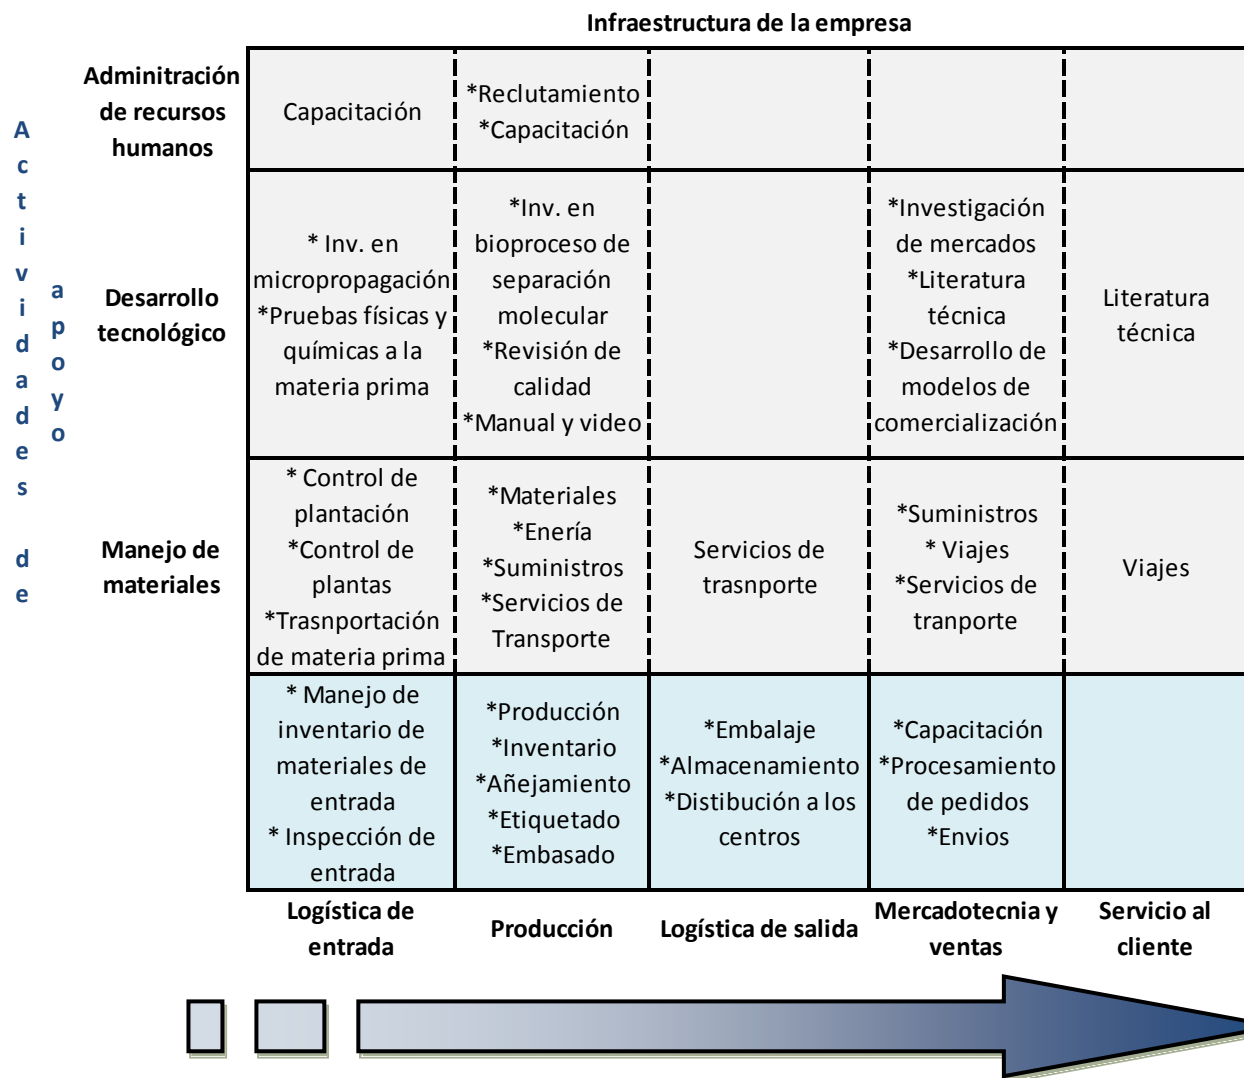 Infraestructura de la empresa
Adminitración
de recursos
humanos
Capacitación
*Reclutamiento
*Capacitación
Actividades de
apoyo
Desarrollo
tecnológico
* Inv. en
micropropagación
*Pruebas físicas y
químicas a la
materia prima
*Inv. en
bioproceso de
separación
molecular
*Revisión de
calidad
*Manual y video
*Investigación
de mercados
*Literatura
técnica
*Desarrollo de
modelos de
comercialización
Literatura
técnica
Manejo de
materiales
* Control de
plantación
*Control de
plantas
*Trasnportación
de materia prima
*Materiales
*Enería
*Suministros
*Servicios de
Transporte
Servicios de
trasnporte
*Suministros
* Viajes
*Servicios de
tranporte
Viajes
* Manejo de
inventario de
materiales de
entrada
* Inspección de
entrada
*Producción
*Inventario
*Añejamiento
*Etiquetado
*Embasado
*Embalaje
*Almacenamiento
*Distibución a los
centros
*Capacitación
*Procesamiento
de pedidos
*Envios
Logística de
entrada
Producción
Logística de salida
Mercadotecnia y
ventas
Servicio al
cliente